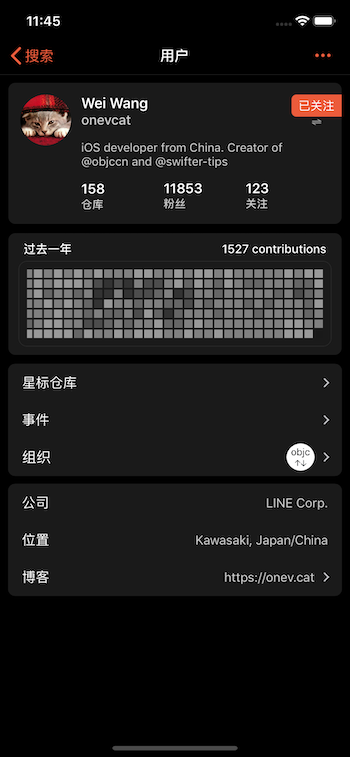 11:45
搜索
用户
Wei Wang
已关注
onevcat
iOS developer from China. Creator of
@objccn and @swifter-tips
158
11853
123
仓库
粉丝
关注
过去一年
1527 contributions
星标仓库
事件
组织
objc
↑↓
公司
LINE Corp.
位置
Kawasaki, Japan/China
博客
https://onev.cat